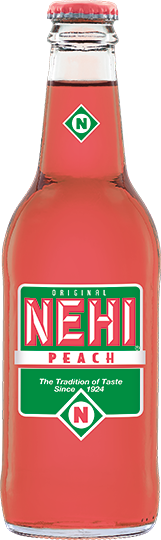 N
ORIGINAL
NEHI
PEACH
The Tradition of Taste
Since 1924
N